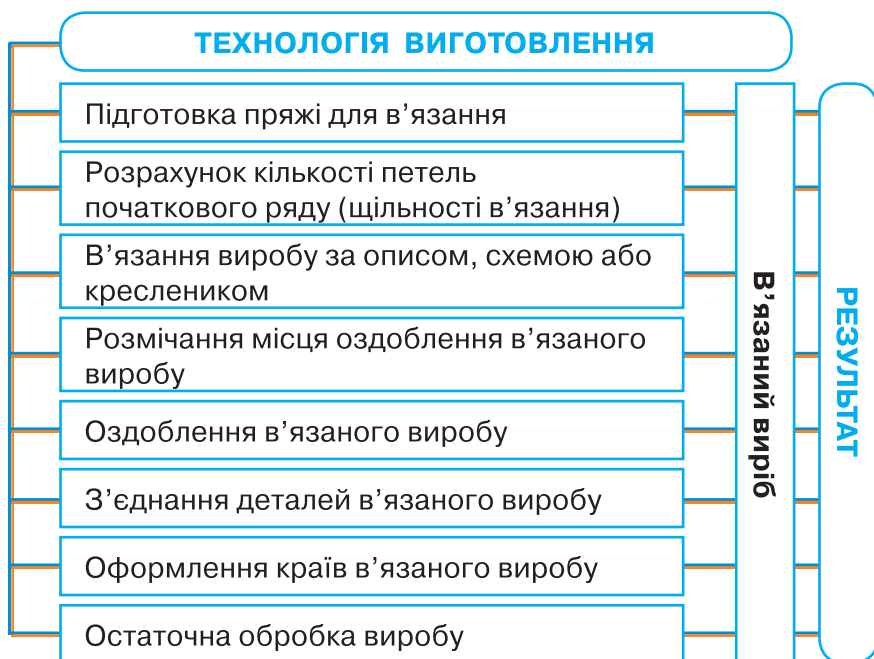 ТЕХНОЛОГІЯ ВИГОТОВЛЕННЯ
Підготовка пряжі для в’язання
Розрахунок кількості петель
початкового ряду (щільності в’язання)
В’язання виробу за описом, схемою або
креслеником
Розмічання місця оздоблення в’язаного
виробу
Оздоблення в’язаного виробу
З’єднання деталей в’язаного виробу
Оформлення країв в’язаного виробу
Остаточна обробка виробу
В’язаний виріб
РЕЗУЛЬТАТ